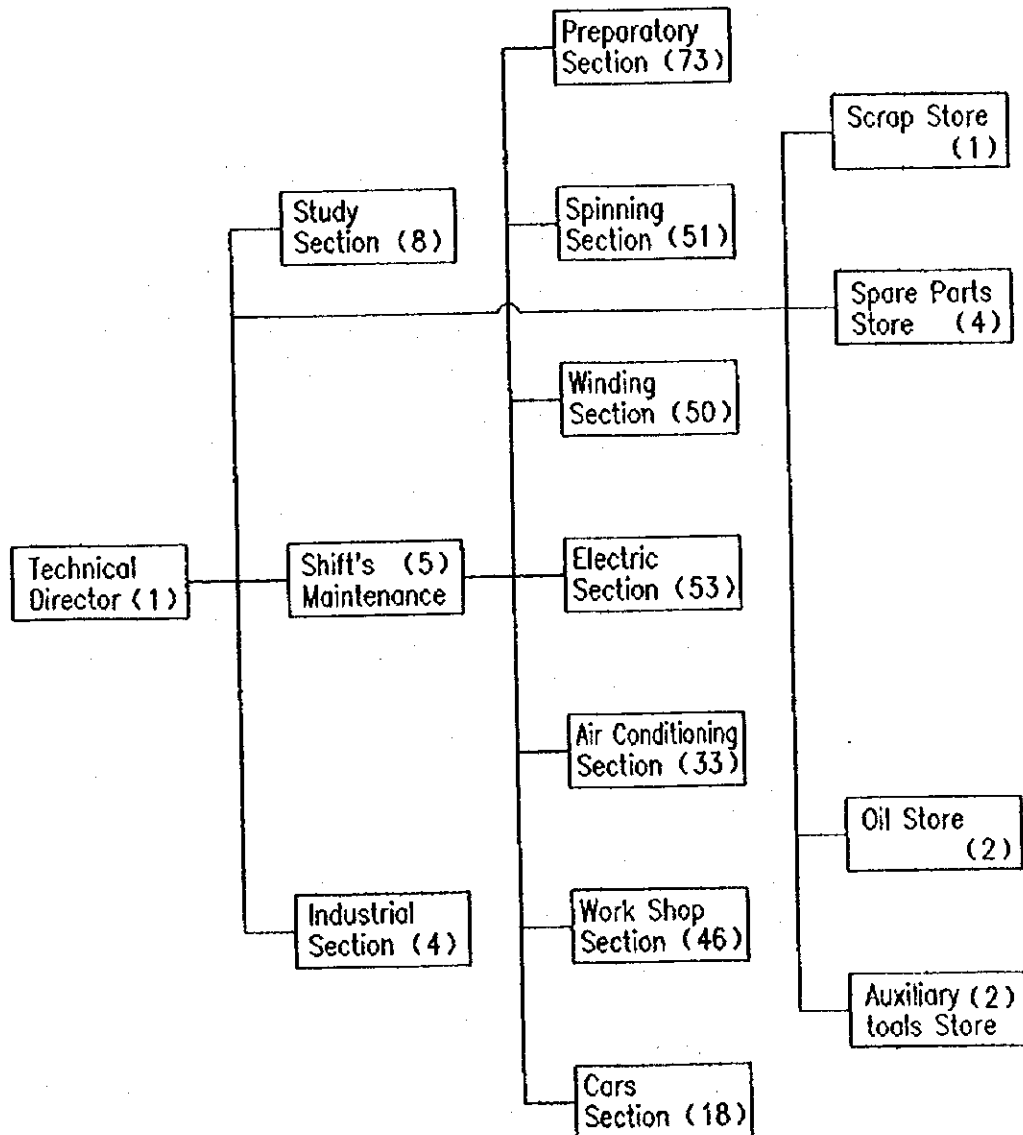 Preparatory
Section (73)
Scrap Store
(1)
Study
Section (8)
Spinning
Section (51)
Spare Parts
Store (4)
Winding
Section (50)
Technical
Director (1)
Shift's (5)
Maintenance
Electric
Section (53)
Air Conditioning
Section (33)
Oil Store
(2)
Industrial
Section (4)
Work Shop
Section (46)
Auxiliary (2)
tools Store
Cars
Section (18)